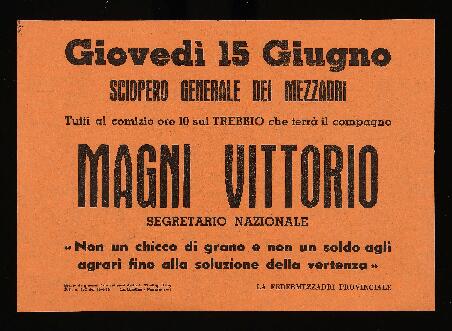 Giovedì 15 Giugno
SCIOPERO GENERALE DEI MEZZADRI
Tutti al comizio ore 10 sul TREBBIO che terrà il compagno
MAGNI VITTORIO
SEGRETARIO NAZIONALE
« Non un chicco di grano e non un soldo agli
agrari fino alla soluzione della vertenza »
LA FEDERMEZZADRI PROVINCIALE